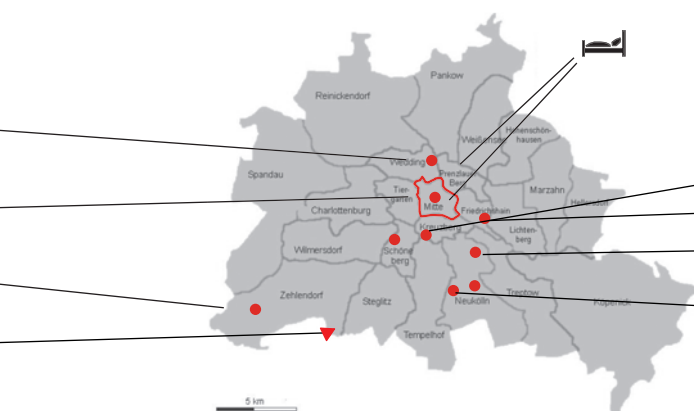 Pankow
Reinickendorf
Weißensee
Hohenschön-
hausen
Wedding
Spandau
Prenzlauer
Berg
Tier-
garten
Marzahn
Mitte
Hellersdorf
Charlottenburg
Friedrichshain
Kreuzberg
Lichten-
berg
Wilmersdorf
Schöne
berg
Zehlendorf
Steglitz
Neukölln
Treptow
Köpenick
Tempelhof
5 km